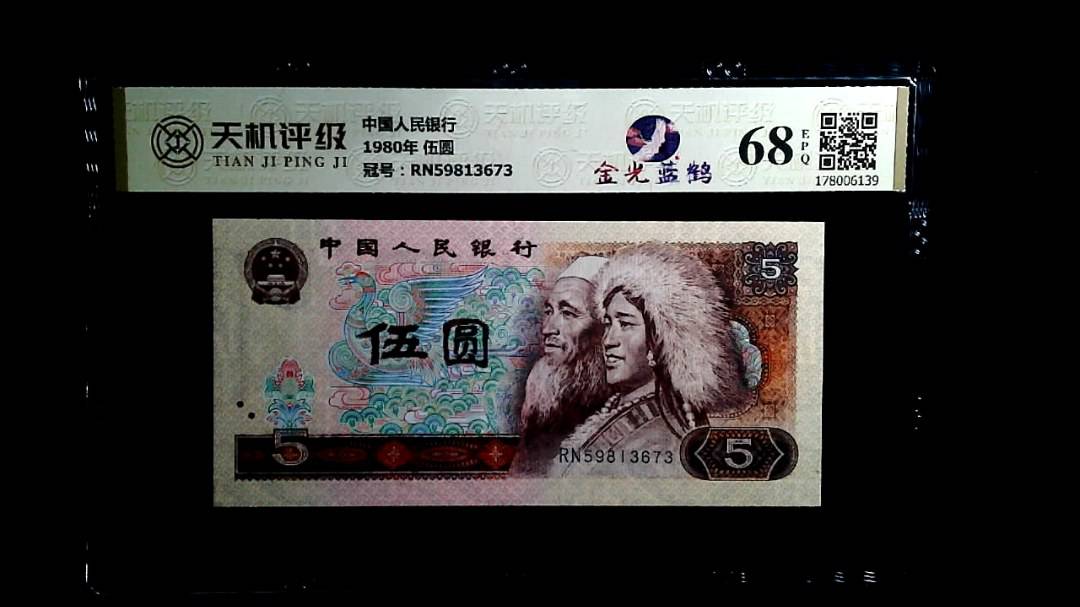 天机评级
TIAN JI PING JI
中国人民银行
1980年 伍圆
冠号：RN59813673
金光蓝鹤
68
EPQ
178006139
中国人民银行
5
伍圆
5
RN59813673
5